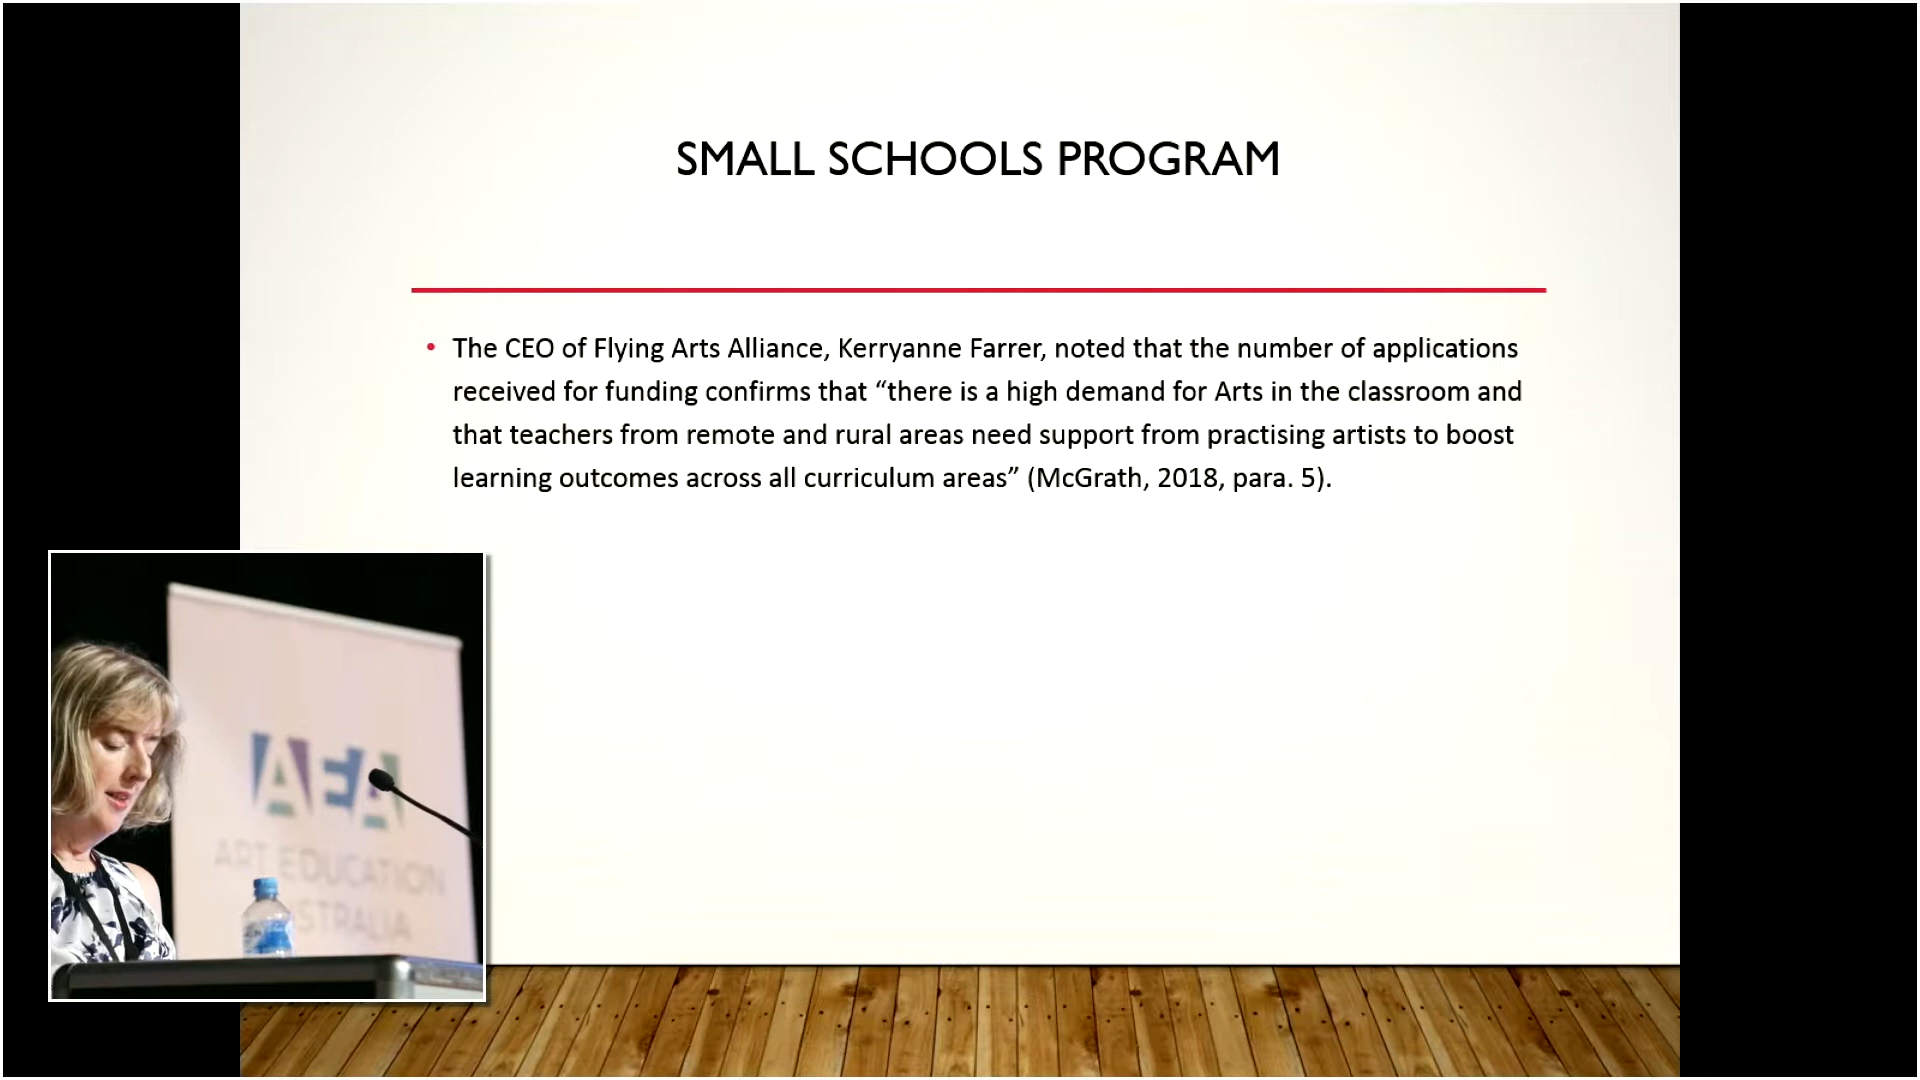 SMALL SCHOOLS PROGRAM
• The CEO of Flying Arts Alliance, Kerryanne Farrer, noted that the number of applications
received for funding confirms that “there is a high demand for Arts in the classroom and
that teachers from remote and rural areas need support from practising artists to boost
learning outcomes across all curriculum areas” (McGrath, 2018, para. 5).
AEA
ART EDUCATION